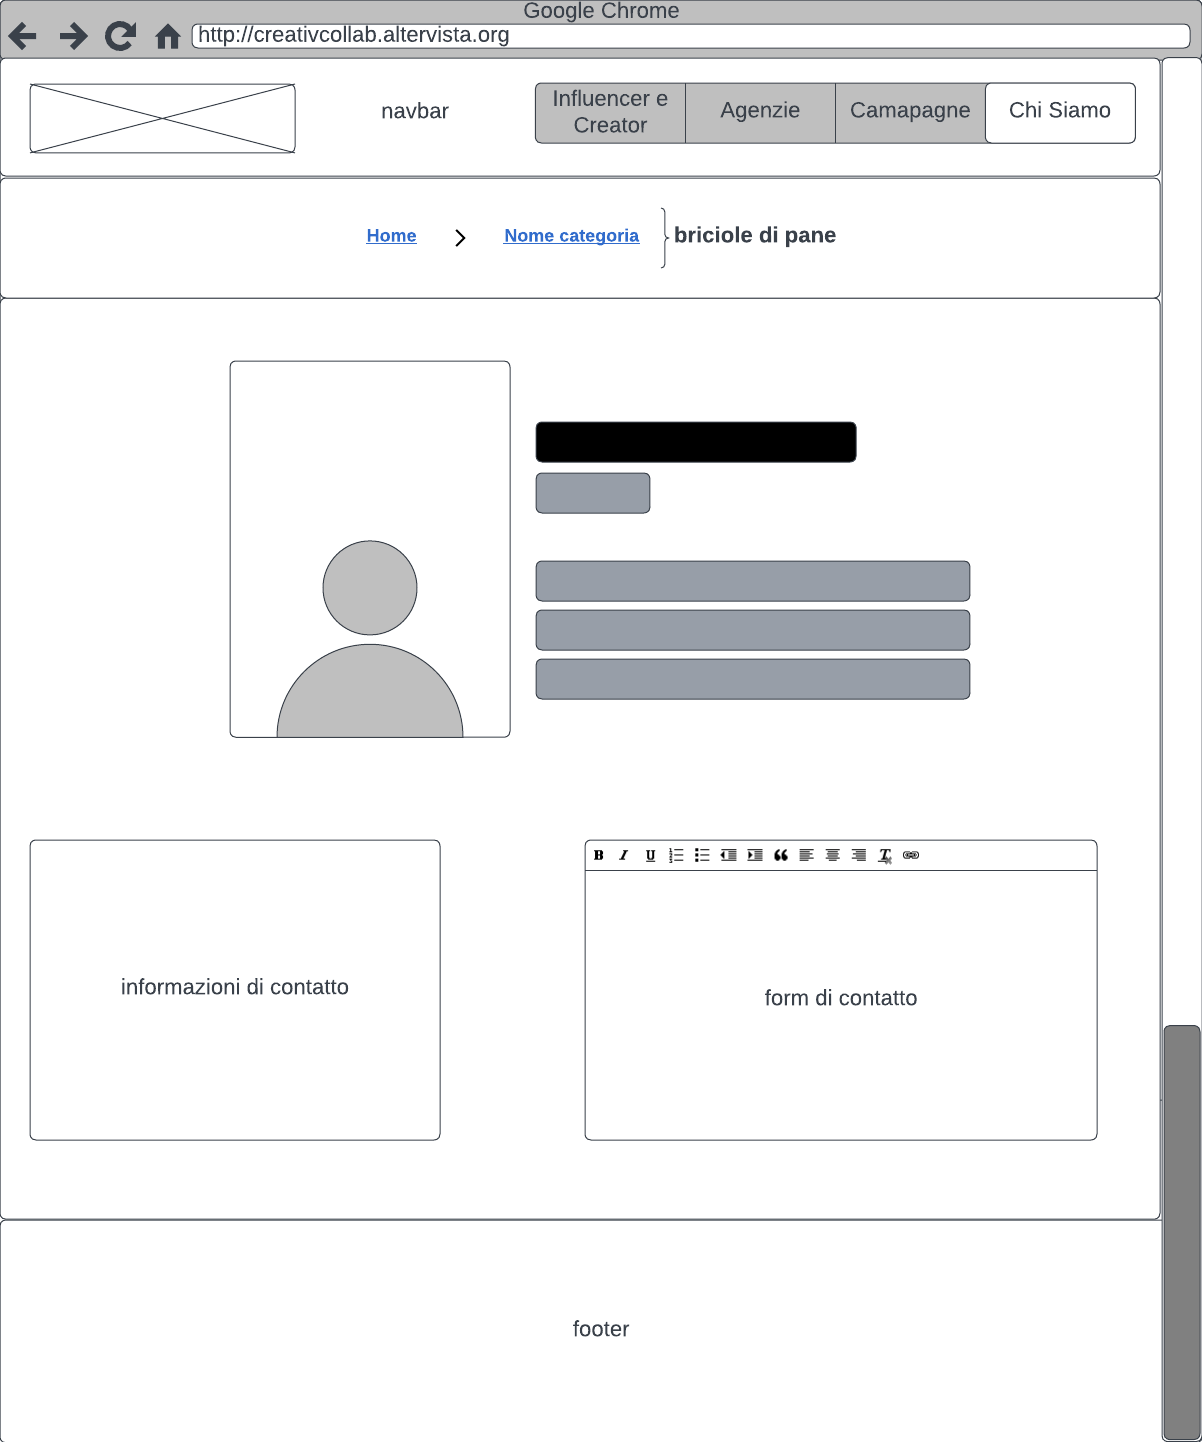 Google Chrome
http://creativcollab.altervista.org
navbar
Influencer e
Creator
Agenzie
Camapagne
Chi Siamo
Home
Nome categoria
briciole di pane
B I U
informazioni di contatto
form di contatto
footer